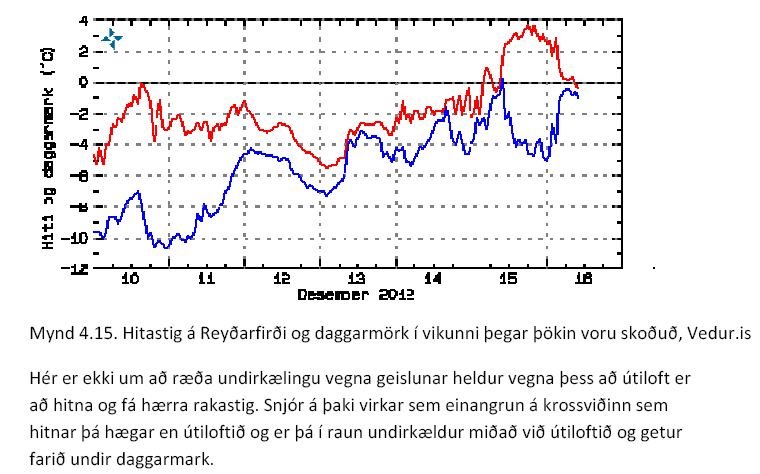 4
2
0
-2
-4
-6
-8
-10
-12
Hiti og daggarmark (°C)
10 11 12 13 14 15 16
Desember 2012
Mynd 4.15. Hitastig á Reyðarfirði og daggarmörk í vikunni þegar þökin voru skoðuð, Vedur.is
Hér er ekki um að ræða undirkælingu vegna geislunar heldur vegna þess að útiloft er
að hitna og fá hærra rakastig. Snjór á þaki virkar sem einangrun á krossviðinn sem
hitnar þá hægar en útiloftið og er þá í raun undirkældur miðað við útiloftið og getur
farið undir daggarmark.